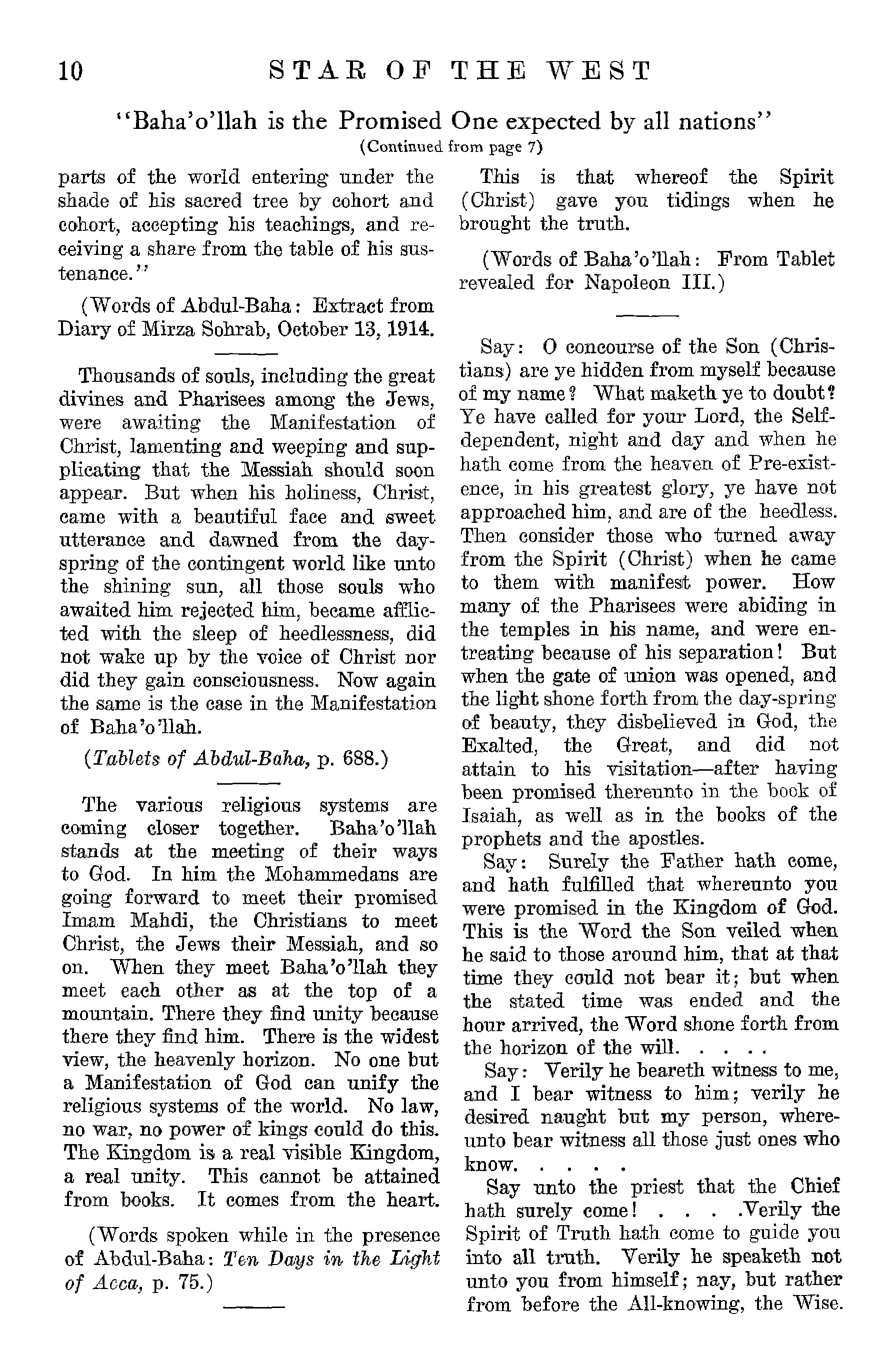 10 STAR OF THE WEST
"Baha'o'llah is the Promised One expected by all nations"
(Continued from page 7)
parts of the world entering under the
shade of his sacred tree by cohort and
cohort, accepting his teachings, and re-
ceiving a share from the table of his sus-
tenance."
(Words of Abdul-Baha: Extract from
Diary of Mirza Sohrab, October 13, 1914.
Thousands of souls, including the great
divines and Pharisees among the Jews,
were awaiting the Manifestation of
Christ, lamenting and weeping and sup-
plicating that the Messiah should soon
appear. But when his holiness, Christ,
came with a beautiful face and sweet
utterance and dawned from the day-
spring of the contingent world like unto
the shining sun, all those souls who
awaited him rejected him, became afflic-
ted with the sleep of heedlessness, did
not wake up by the voice of Christ nor
did they gain consciousness. Now again
the same is the case in the Manifestation
of Baha'o'llah.
(Tablets of Abdul-Baha, p. 688.)
The various religious systems are
coming closer together. Baha'o'llah
stands at the meeting of their ways
to God. In him the Mohammedans are
going forward to meet their promised
Imam Mahdi, the Christians to meet
Christ, the Jews their Messiah, and so
on. When they meet Baha'o'llah they
meet each other as at the top of a
mountain. There they find unity because
there they find him. There is the widest
view, the heavenly horizon. No one but
a Manifestation of God can unify the
religious systems of the world. No law,
no war, no power of kings could do this.
The Kingdom is a real visible Kingdom,
a real unity. This cannot be attained
from books. It comes from the heart.
(Words spoken while in the presence
of Abdul-Baha: Ten Days in the Light
of Acca, p. 75.)
This is that whereof the Spirit
(Christ) gave you tidings when he
brought the truth.
(Words of Baha'o'llah: From Tablet
revealed for Napoleon III.)
Say: O concourse of the Son (Chris-
tians) are ye hidden from myself because
of my name? What maketh ye to doubt?
Ye have called for your Lord, the Self-
dependent, night and day and when he
hath come from the heaven of Pre-exist-
ence, in his greatest glory, ye have not
approached him, and are of the heedless.
Then consider those who turned away
from the Spirit (Christ) when he came
to them with manifest power. How
many of the Pharisees were abiding in
the temples in his name, and were en-
treating because of his separation! But
when the gate of union was opened, and
the light shone forth from the day-spring
of beauty, they disbelieved in God, the
Exalted, the Great, and did not
attain to his visitation—after having
been promised thereunto in the book of
Isaiah, as well as in the books of the
prophets and the apostles.
Say: Surely the Father hath come,
and hath fulfilled that whereunto you
were promised in the Kingdom of God.
This is the Word the Son veiled when
he said to those around him, that at that
time they could not bear it; but when
the stated time was ended and the
hour arrived, the Word shone forth from
the horizon of the will. . . . .
Say: Verily he beareth witness to me,
and I bear witness to him; verily he
desired naught but my person, where-
unto bear witness all those just ones who
know. . . . . .
Say unto the priest that the Chief
hath surely come! . . . .Verily the
Spirit of Truth hath come to guide you
into all truth. Verily he speaketh not
unto you from himself; nay, but rather
from before the All-knowing, the Wise.